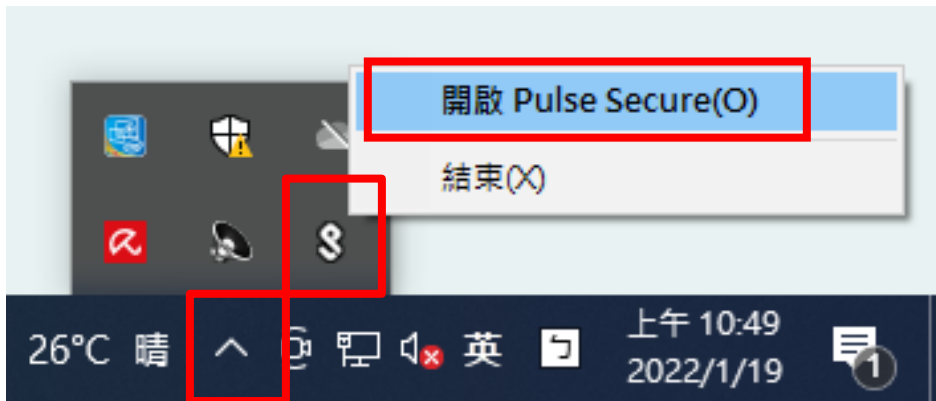 開啟 Pulse Secure(O)
結束(X)
26°C 晴
英
ㄅ
上午 10:49
2022/1/19
1